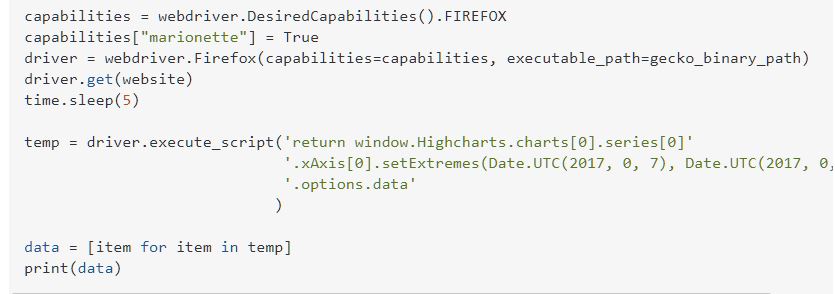 capabilities = webdriver.DesiredCapabilities().FIREFOX
capabilities["marionette"] = True
driver = webdriver.Firefox(capabilities=capabilities, executable_path=gecko_binary_path)
driver.get(website)
time.sleep(5)
temp = driver.execute_script('return window.Highcharts.charts[0].series[0]'
'.xAxis[0].setExtremes(Date.UTC(2017, 0, 7), Date.UTC(2017, 0,
'.options.data'
)
data = [item for item in temp]
print(data)